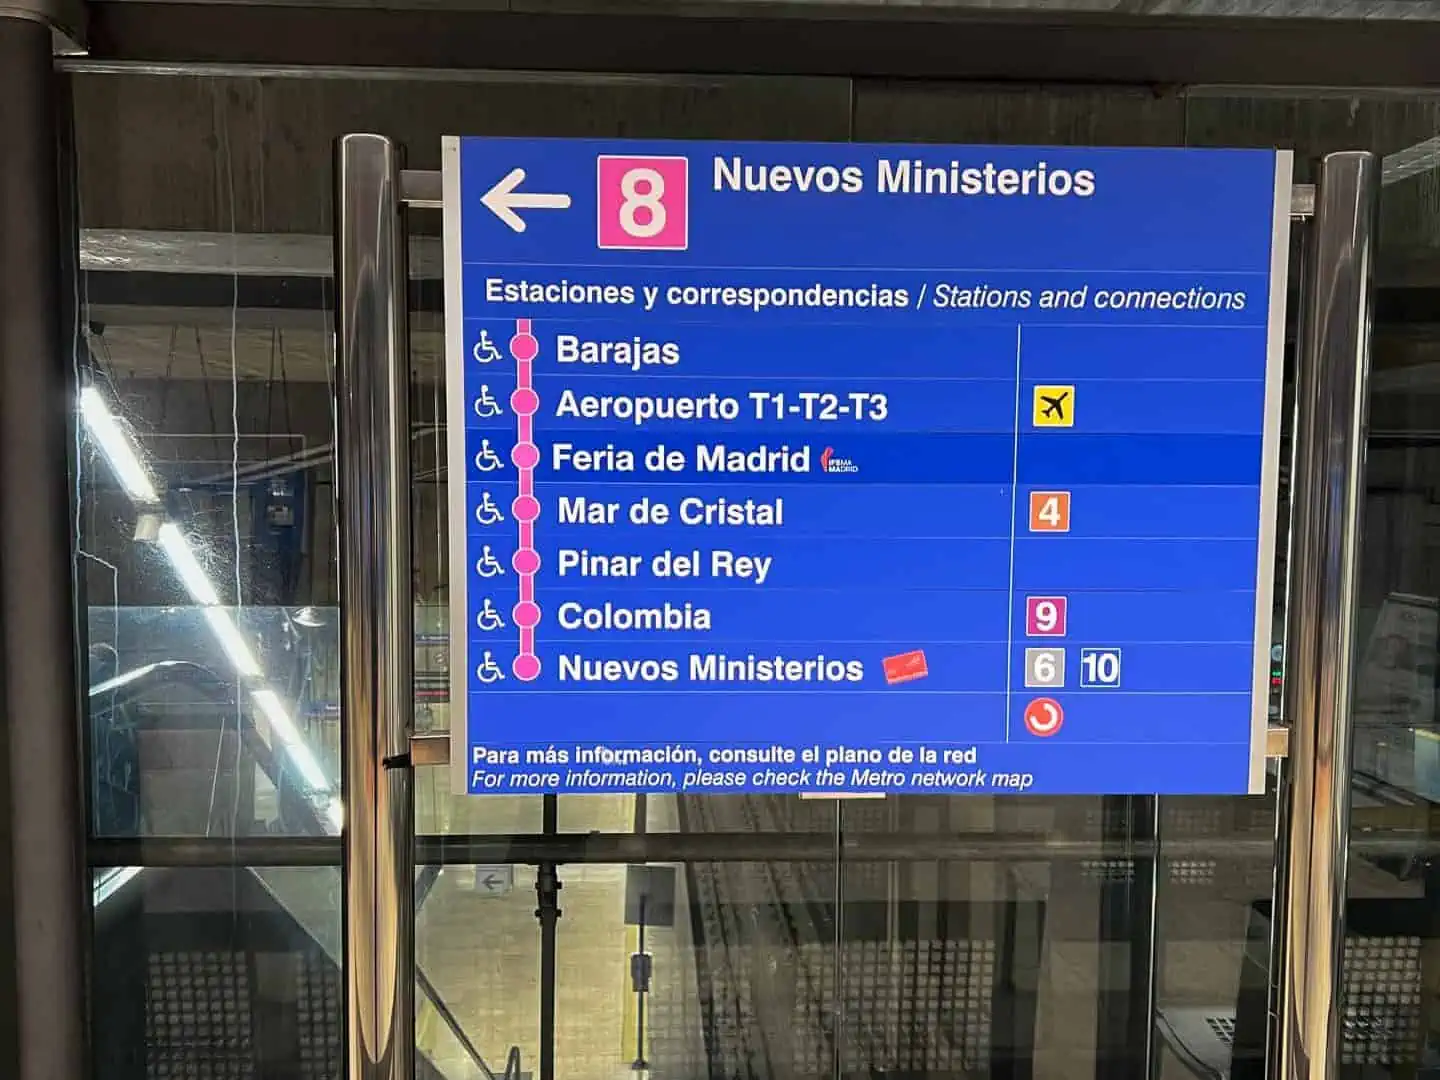 8 Nuevos Ministerios
Estaciones y correspondencias / Stations and connections
Barajas
Aeropuerto T1-T2-T3
Feria de Madrid IFEMA MADRID
Mar de Cristal 4
Pinar del Rey
Colombia 9
Nuevos Ministerios 6 10
Para más información, consulte el plano de la red
For more information, please check the Metro network map